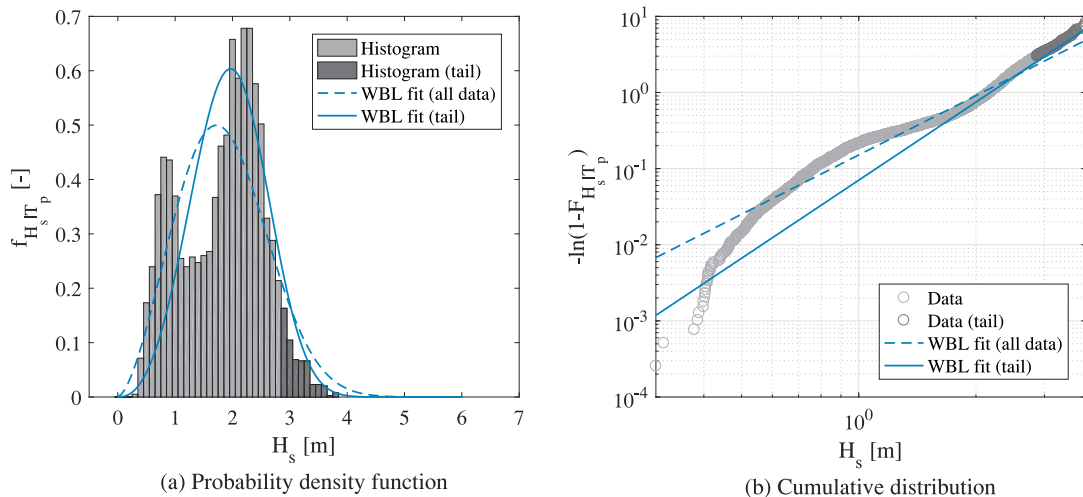 0.7
0.6
0.5
0.4
0.3
0.2
0.1
0
f_{H_s|T_p} [-]
Histogram
Histogram (tail)
WBL fit (all data)
WBL fit (tail)
0 1 2 3 4 5 6 7
H_s [m]
(a) Probability density function
10^1
10^0
10^-1
10^-2
10^-3
10^-4
-ln(1-F_{H_s|T_p})
Data
Data (tail)
WBL fit (all data)
WBL fit (tail)
10^0
H_s [m]
(b) Cumulative distribution